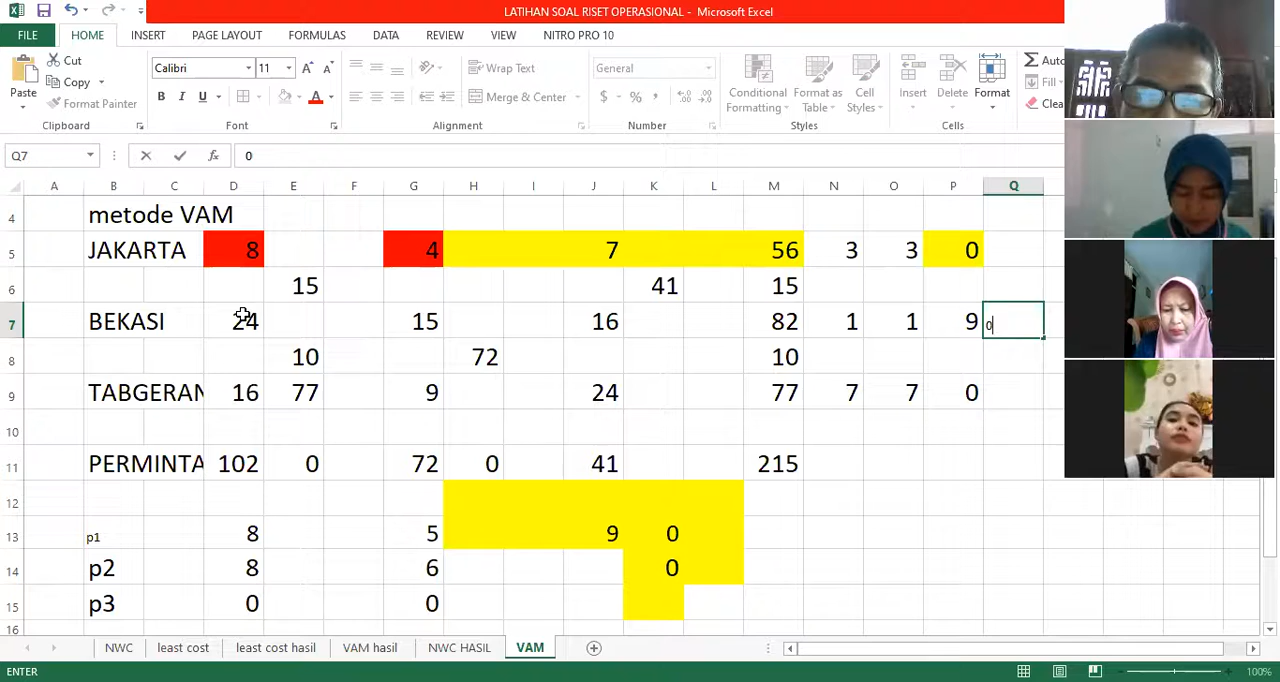 LATIHAN SOAL RISET OPERASIONAL - Microsoft Excel
FILE HOME INSERT PAGE LAYOUT FORMULAS DATA REVIEW VIEW NITRO PRO 10
Cut
Copy
Format Painter
Paste
Calibri 11
B I U A
Wrap Text
Merge & Center
General
$ %
Conditional Formatting
Format as Table
Cell Styles
Insert Delete Format
Auto
Fill
Clea
Clipboard Font Alignment Number Styles Cells
Q7 fx 0
A B C D E F G H I J K L M N O P Q
4 metode VAM
5 JAKARTA 8 4 7 56 3 3 0
6 15 41 15
7 BEKASI 24 15 16 82 1 1 9 0
8 10 72 10
9 TABGERAN 16 77 9 24 77 7 7 0
10
11 PERMINTA 102 0 72 0 41 215
12
13 p1 8 5 9 0
14 p2 8 6 0
15 p3 0 0
16
NWC least cost least cost hasil VAM hasil NWC HASIL VAM
ENTER 100%